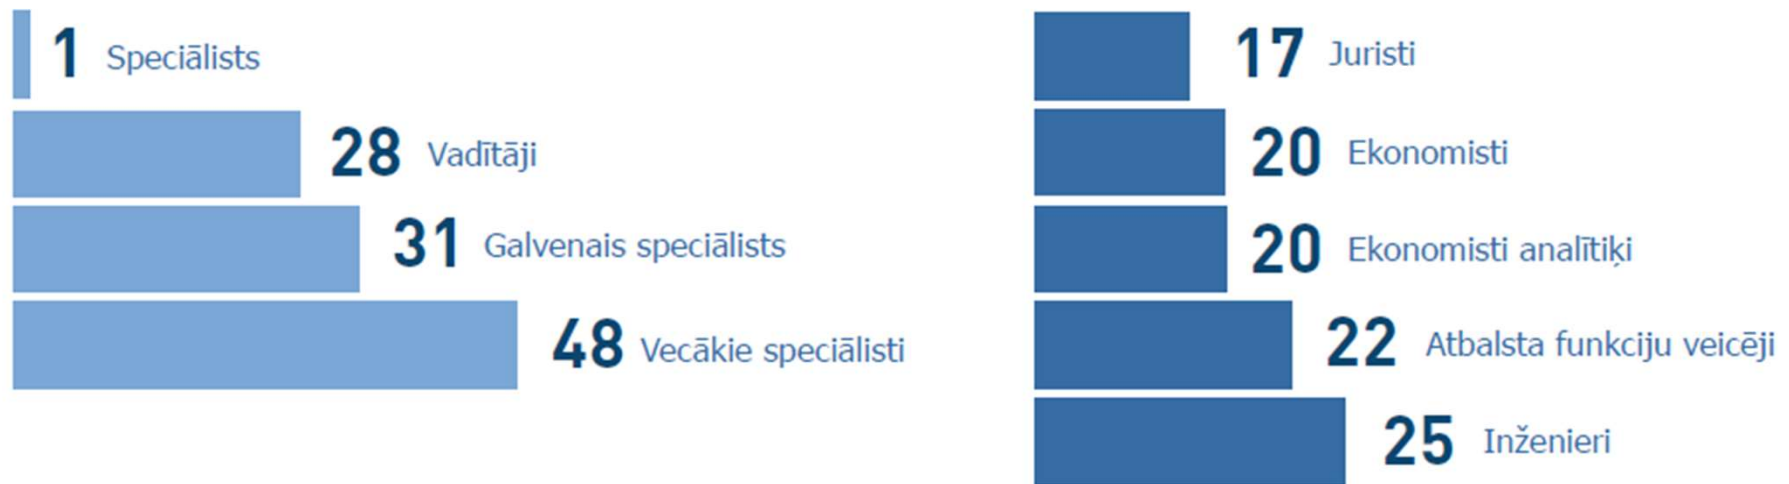 1 Speciālists
28 Vadītāji
31 Galvenais speciālists
48 Vecākie speciālisti
17 Juristi
20 Ekonomisti
20 Ekonomisti analītiķi
22 Atbalsta funkciju veicēji
25 Inženieri